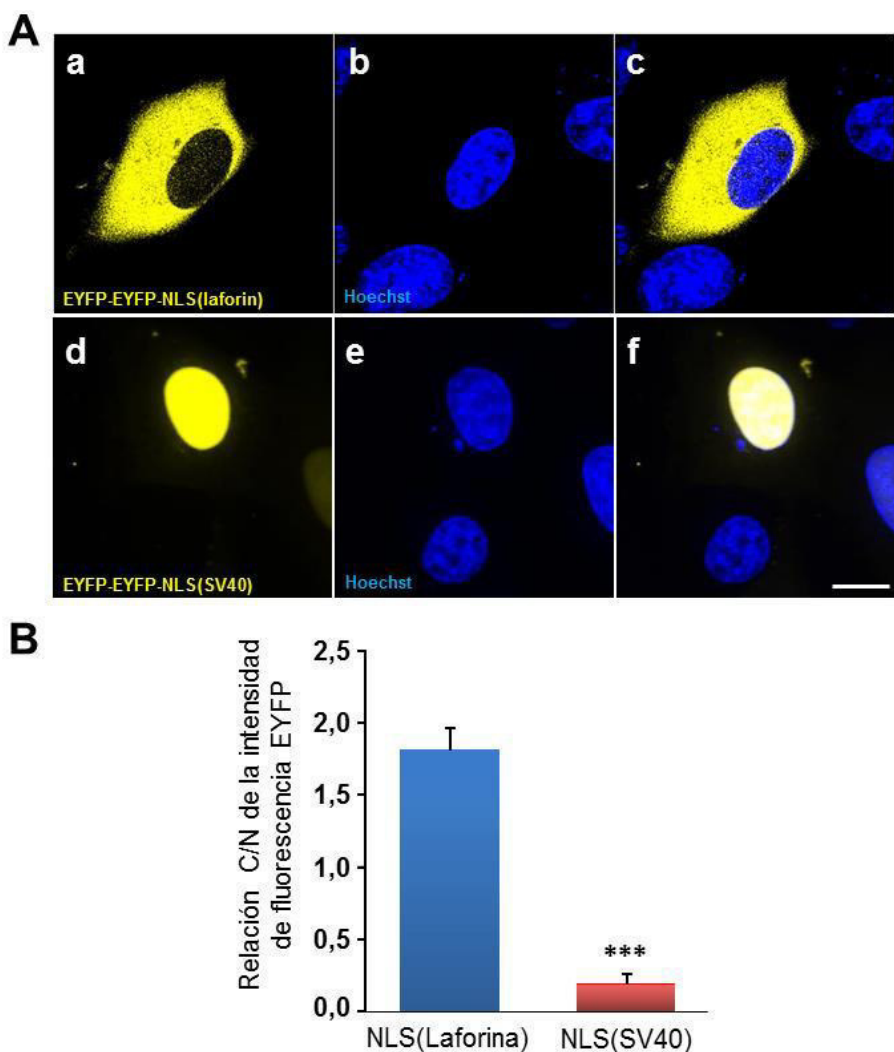 A
a
b
c
EYFP-EYFP-NLS(laforin)
Hoechst
d
e
f
EYFP-EYFP-NLS(SV40)
Hoechst
B
Relación C/N de la intensidad
de fluorescencia EYFP
2,5
2,0
1,5
1,0
0,5
0,0
***
NLS(Laforina)
NLS(SV40)